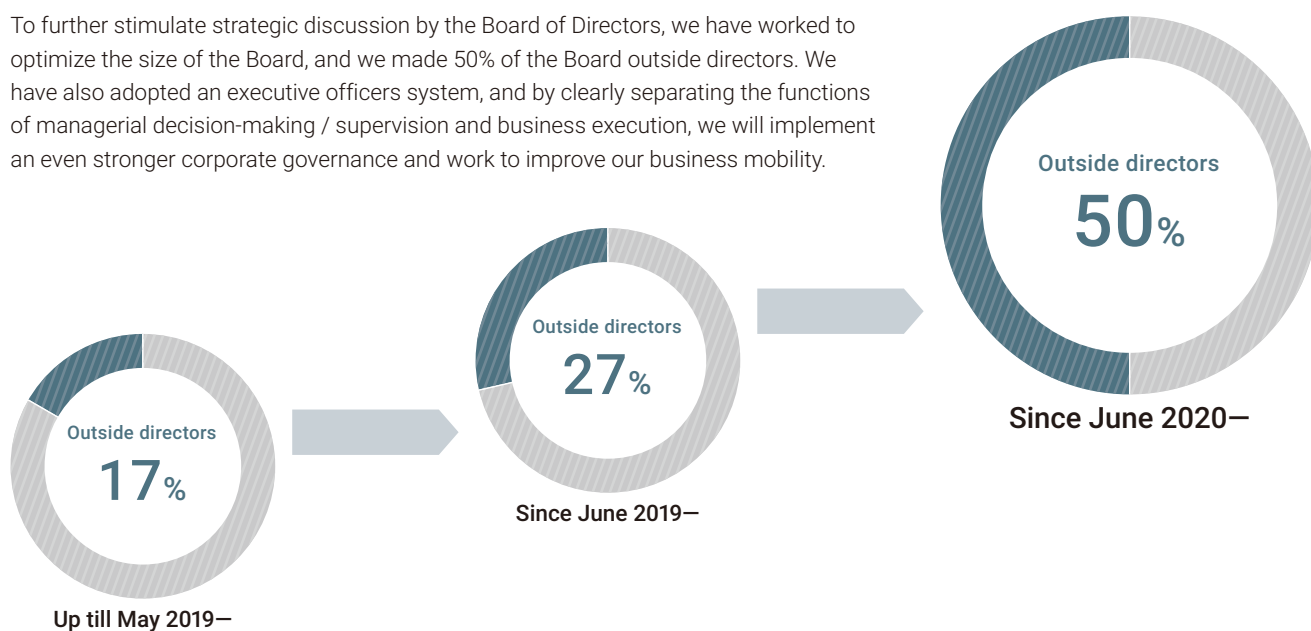 To further stimulate strategic discussion by the Board of Directors, we have worked to
optimize the size of the Board, and we made 50% of the Board outside directors. We
have also adopted an executive officers system, and by clearly separating the functions
of managerial decision-making / supervision and business execution, we will implement
an even stronger corporate governance and work to improve our business mobility.
Outside directors
17%
Up till May 2019—
Outside directors
27%
Since June 2019—
Outside directors
50%
Since June 2020—